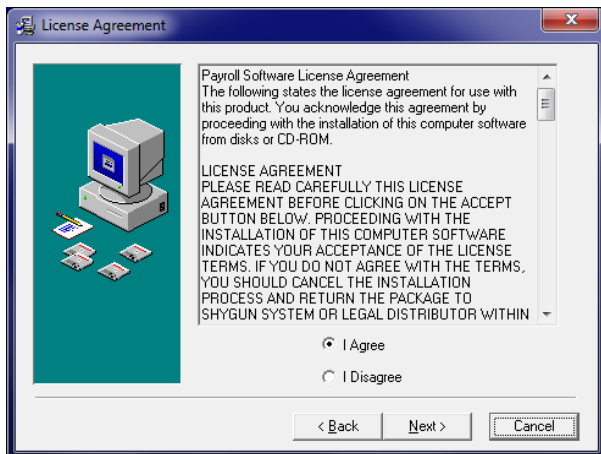 License Agreement
Payroll Software License Agreement
The following states the license agreement for use with
this product. You acknowledge this agreement by
proceeding with the installation of this computer software
from disks or CD-ROM.
LICENSE AGREEMENT
PLEASE READ CAREFULLY THIS LICENSE
AGREEMENT BEFORE CLICKING ON THE ACCEPT
BUTTON BELOW. PROCEEDING WITH THE
INSTALLATION OF THIS COMPUTER SOFTWARE
INDICATES YOUR ACCEPTANCE OF THE LICENSE
TERMS. IF YOU DO NOT AGREE WITH THE TERMS,
YOU SHOULD CANCEL THE INSTALLATION
PROCESS AND RETURN THE PACKAGE TO
SHYGUN SYSTEM OR LEGAL DISTRIBUTOR WITHIN
I Agree
I Disagree
< Back Next > Cancel